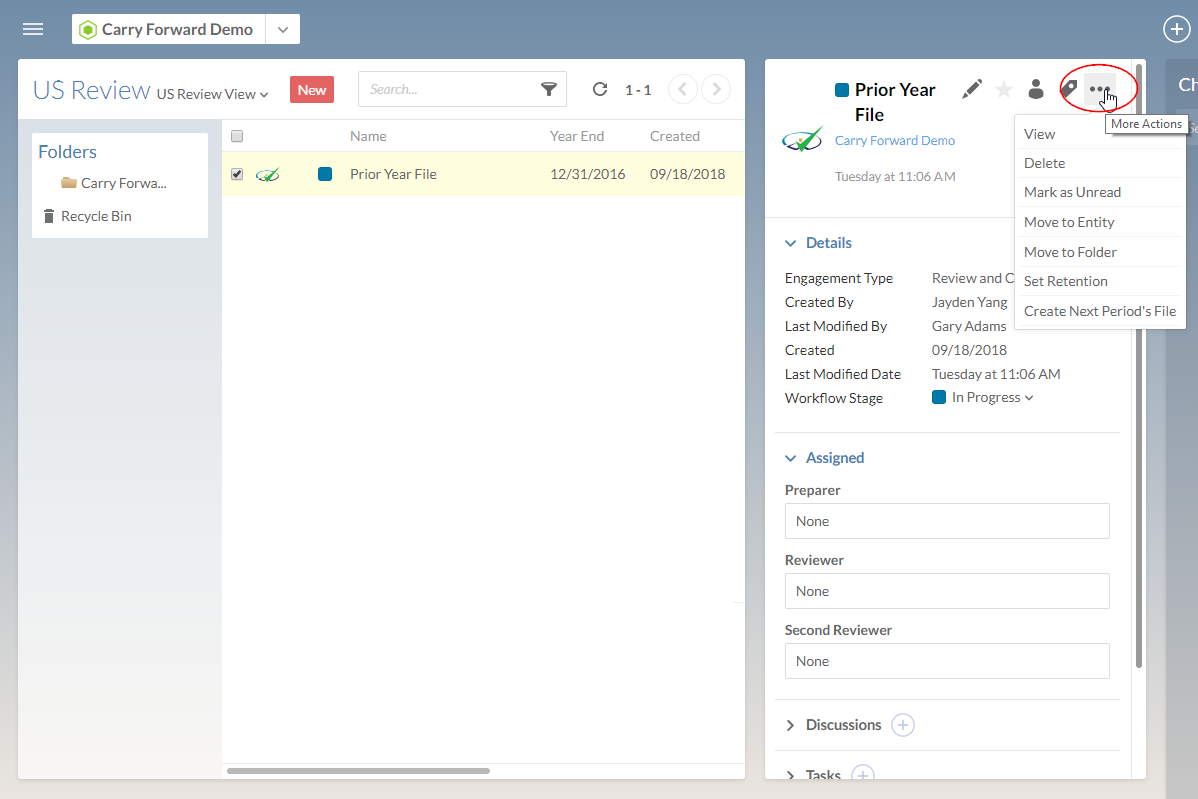 Carry Forward Demo
US Review US Review View New Search... 1 - 1
Folders
Carry Forwa...
Recycle Bin
Name Year End Created
Prior Year File 12/31/2016 09/18/2018
Prior Year
File
Carry Forward Demo
Tuesday at 11:06 AM
More Actions
View
Delete
Mark as Unread
Move to Entity
Move to Folder
Set Retention
Create Next Period's File
Details
Engagement Type Review and C
Created By Jayden Yang
Last Modified By Gary Adams
Created 09/18/2018
Last Modified Date Tuesday at 11:06 AM
Workflow Stage In Progress
Assigned
Preparer
None
Reviewer
None
Second Reviewer
None
Discussions
Tasks
Ch